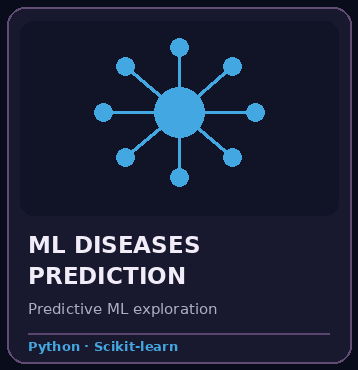 ML DISEASES
PREDICTION
Predictive ML exploration
Python · Scikit-learn